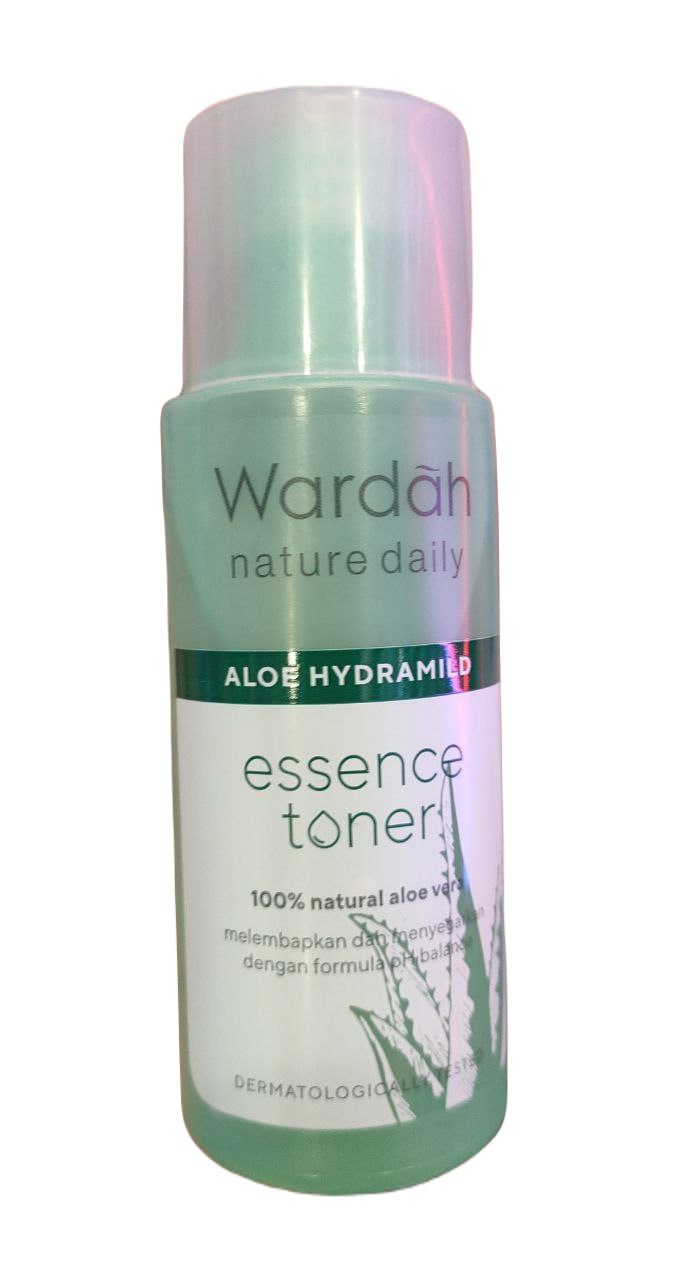 Wardãh
nature daily
ALOE HYDRAMILD
essence
toner
100% natural aloe vera
melembapkan dan menyegarkan
dengan formula pH balance
DERMATOLOGICALLY TESTED